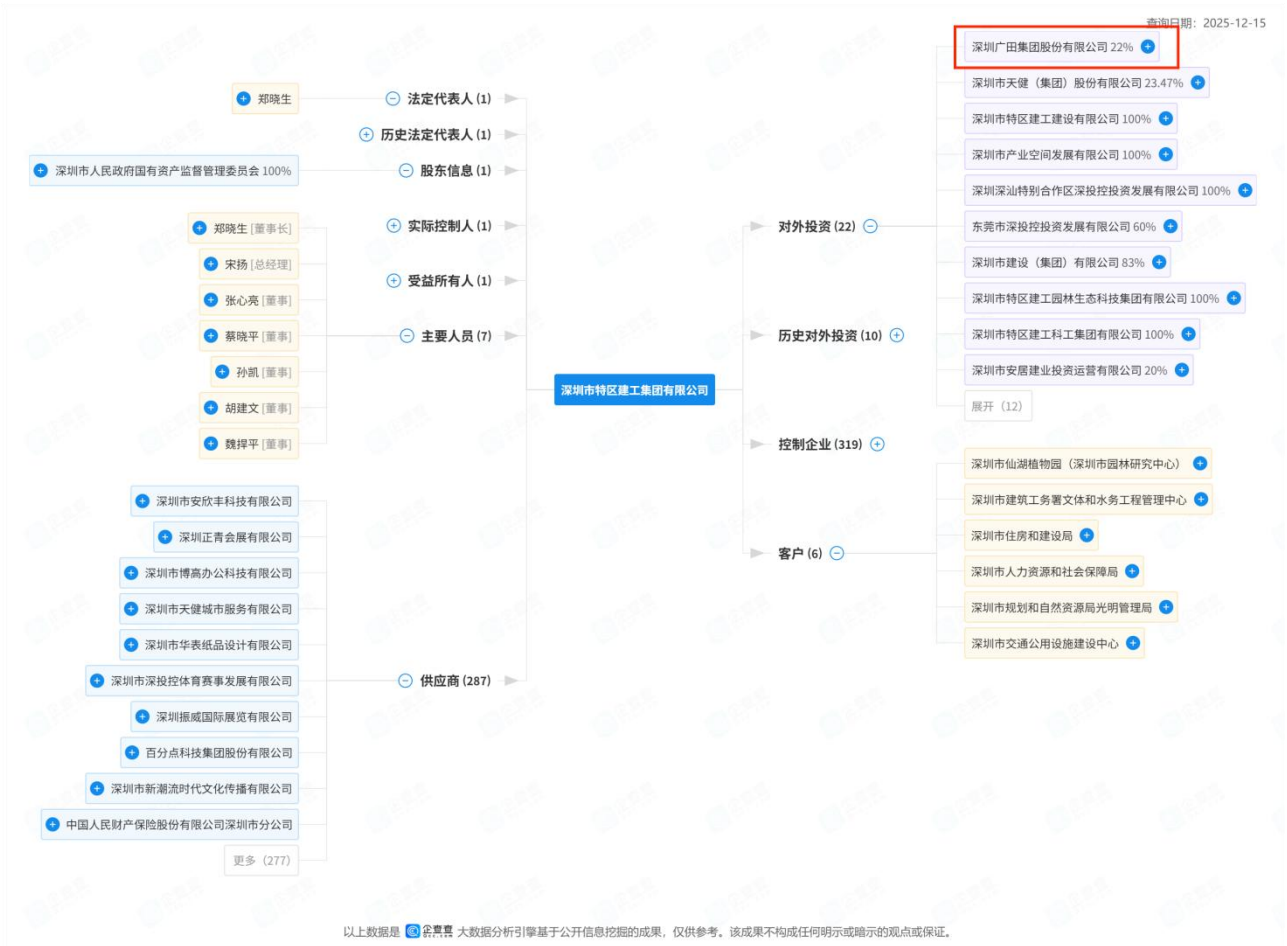 查询日期：2025-12-15
郑晓生
法定代表人 (1)
历史法定代表人 (1)
深圳市人民政府国有资产监督管理委员会 100%
股东信息 (1)
实际控制人 (1)
受益所有人 (1)
郑晓生 [董事长]
宋扬 [总经理]
张心亮 [董事]
蔡晓平 [董事]
孙凯 [董事]
胡建文 [董事]
魏捍平 [董事]
主要人员 (7)
深圳市安欣丰科技有限公司
深圳正青会展有限公司
深圳市博高办公科技有限公司
深圳市天健城市服务有限公司
深圳市华表纸品设计有限公司
深圳市深投控体育赛事发展有限公司
深圳振威国际展览有限公司
百分点科技集团股份有限公司
深圳市新潮流时代文化传播有限公司
中国人民财产保险股份有限公司深圳市分公司
更多（277）
供应商 (287)
深圳市特区建工集团有限公司
对外投资 (22)
深圳广田集团股份有限公司 22%
深圳市天健（集团）股份有限公司 23.47%
深圳市特区建工建设有限公司 100%
深圳市产业空间发展有限公司 100%
深圳深汕特别合作区深投控投资发展有限公司 100%
东莞市深投控投资发展有限公司 60%
深圳市建设（集团）有限公司 83%
深圳市特区建工园林生态科技集团有限公司 100%
深圳市特区建工科工集团有限公司 100%
深圳市安居建业投资运营有限公司 20%
展开（12）
历史对外投资 (10)
控制企业 (319)
客户 (6)
深圳市仙湖植物园（深圳市园林研究中心）
深圳市建筑工务署文体和水务工程管理中心
深圳市住房和建设局
深圳市人力资源和社会保障局
深圳市规划和自然资源局光明管理局
深圳市交通公用设施建设中心
以上数据是 企查查 大数据分析引擎基于公开信息挖掘的成果，仅供参考。该成果不构成任何明示或暗示的观点或保证。